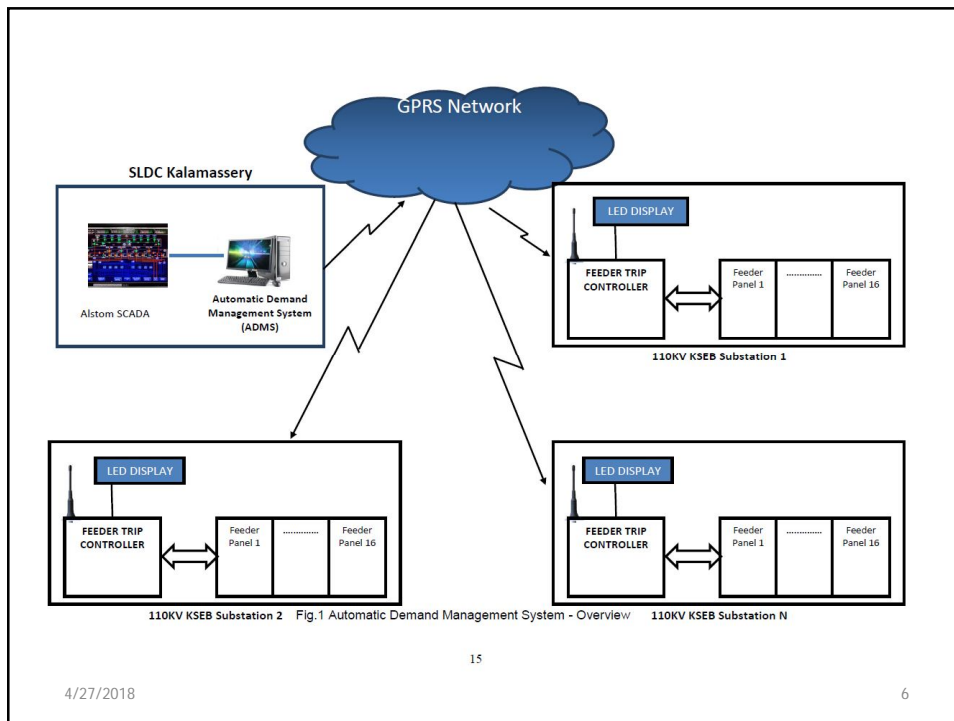 GPRS Network
SLDC Kalamassery
Alstom SCADA
Automatic Demand
Management System
(ADMS)
LED DISPLAY
FEEDER TRIP
CONTROLLER
Feeder
Panel 1
..............
Feeder
Panel 16
110KV KSEB Substation 1
LED DISPLAY
FEEDER TRIP
CONTROLLER
Feeder
Panel 1
..............
Feeder
Panel 16
110KV KSEB Substation 2
LED DISPLAY
FEEDER TRIP
CONTROLLER
Feeder
Panel 1
..............
Feeder
Panel 16
110KV KSEB Substation N
Fig.1 Automatic Demand Management System - Overview
15
4/27/2018
6